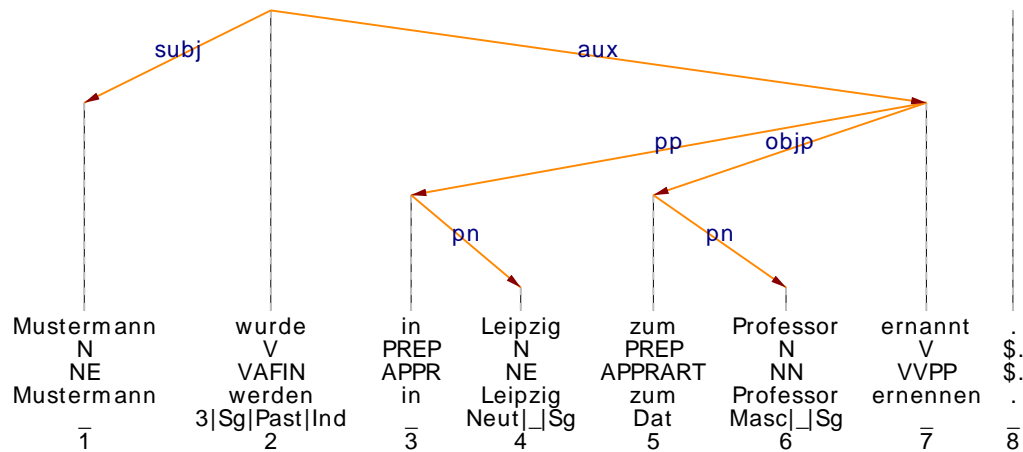 subj aux
pp objp
pn pn
Mustermann wurde in Leipzig zum Professor ernannt .
N V PREP N PREP N V $.
NE VAFIN APPR NE APPRART NN VVPP $.
Mustermann werden in Leipzig zum Professor ernennen .
_ 3|Sg|Past|Ind _ Neut|_|Sg Dat Masc|_|Sg _ _
1 2 3 4 5 6 7 8